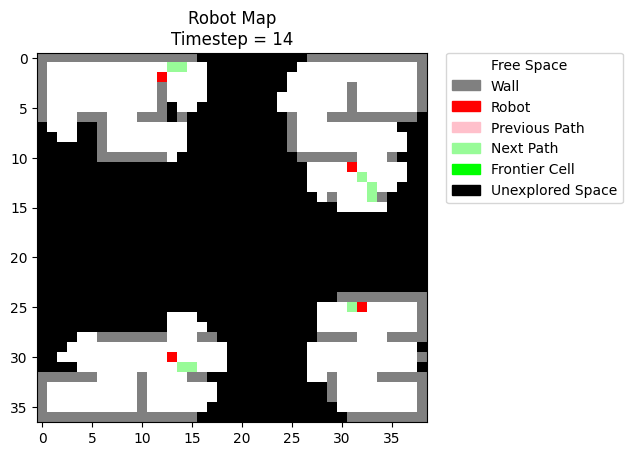 Robot Map
Timestep = 14
0
5
10
15
20
25
30
35
0
5
10
15
20
25
30
35
Free Space
Wall
Robot
Previous Path
Next Path
Frontier Cell
Unexplored Space